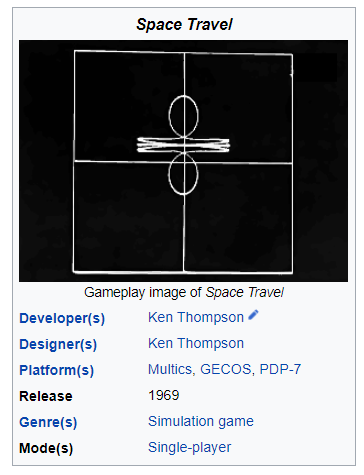 Space Travel
Gameplay image of Space Travel
Developer(s) Ken Thompson
Designer(s) Ken Thompson
Platform(s) Multics, GECOS, PDP-7
Release 1969
Genre(s) Simulation game
Mode(s) Single-player